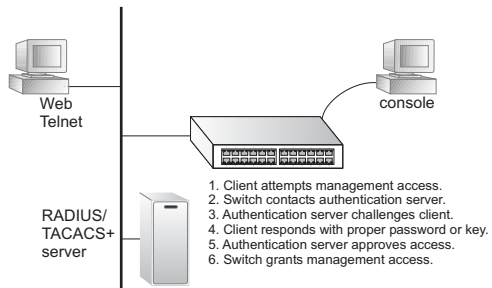 Web
Telnet
console
RADIUS/
TACACS+
server
1. Client attempts management access.
2. Switch contacts authentication server.
3. Authentication server challenges client.
4. Client responds with proper password or key.
5. Authentication server approves access.
6. Switch grants management access.